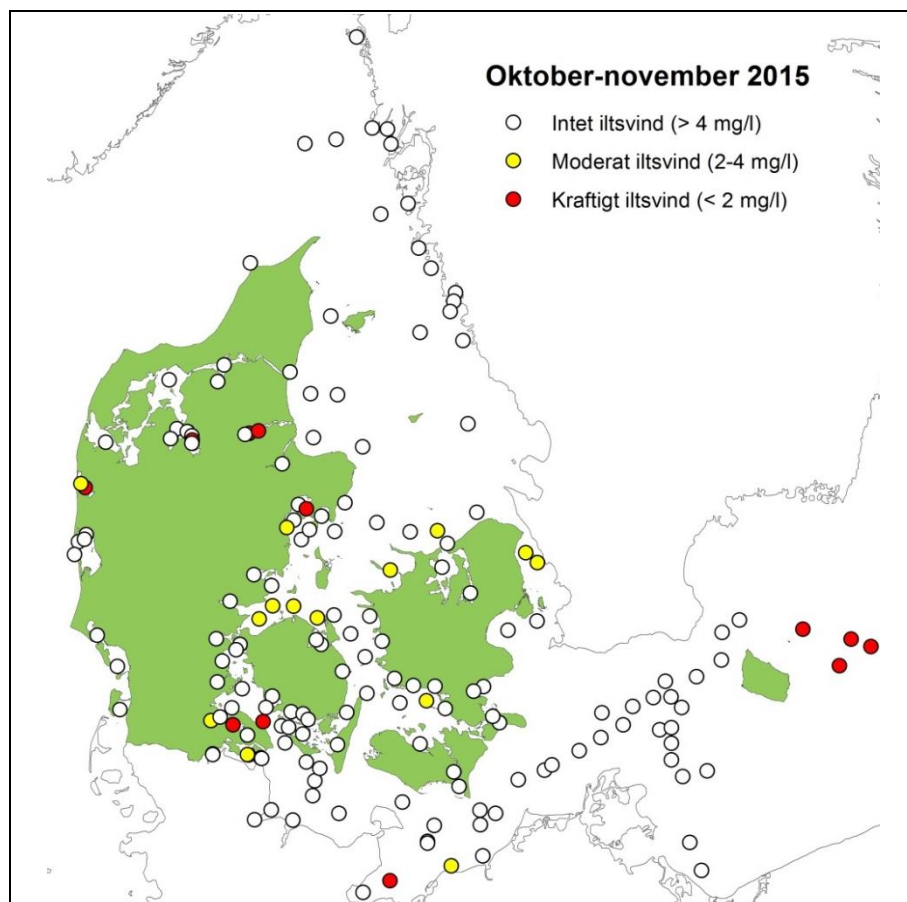 Oktober-november 2015
Intet iltsvind (> 4 mg/l)
Moderat iltsvind (2-4 mg/l)
Kraftigt iltsvind (< 2 mg/l)